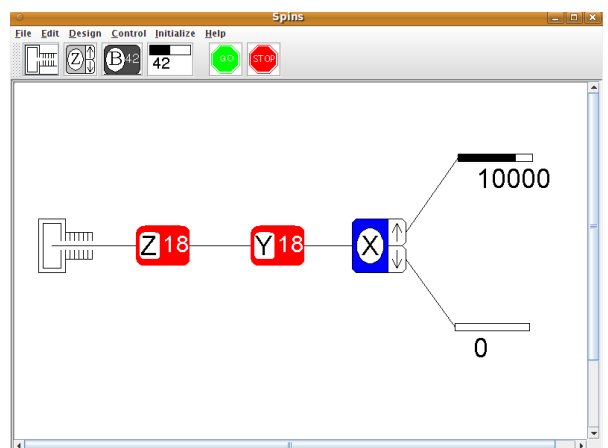 Spins
File Edit Design Control Initialize Help
Z B 42 42 GO STOP
10000
Z 18 Y 18 X
0